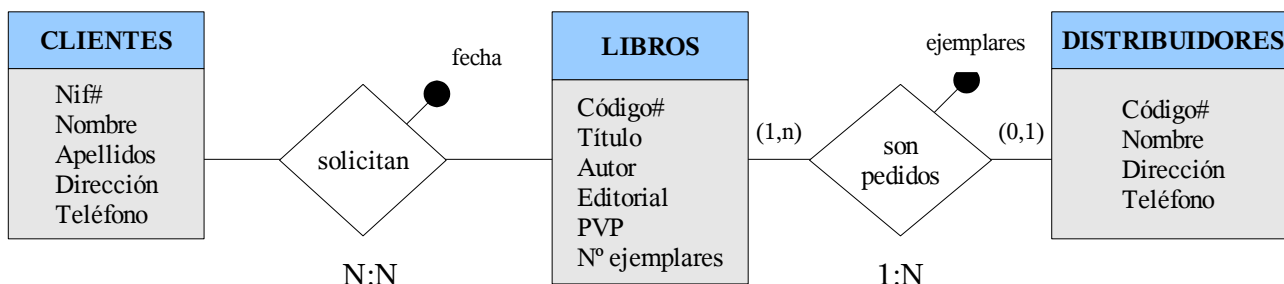 CLIENTES
Nif#
Nombre
Apellidos
Dirección
Teléfono
fecha
solicitan
N:N
LIBROS
Código#
Título
Autor
Editorial
PVP
Nº ejemplares
(1,n)
ejemplares
son
pedidos
1:N
(0,1)
DISTRIBUIDORES
Código#
Nombre
Dirección
Teléfono